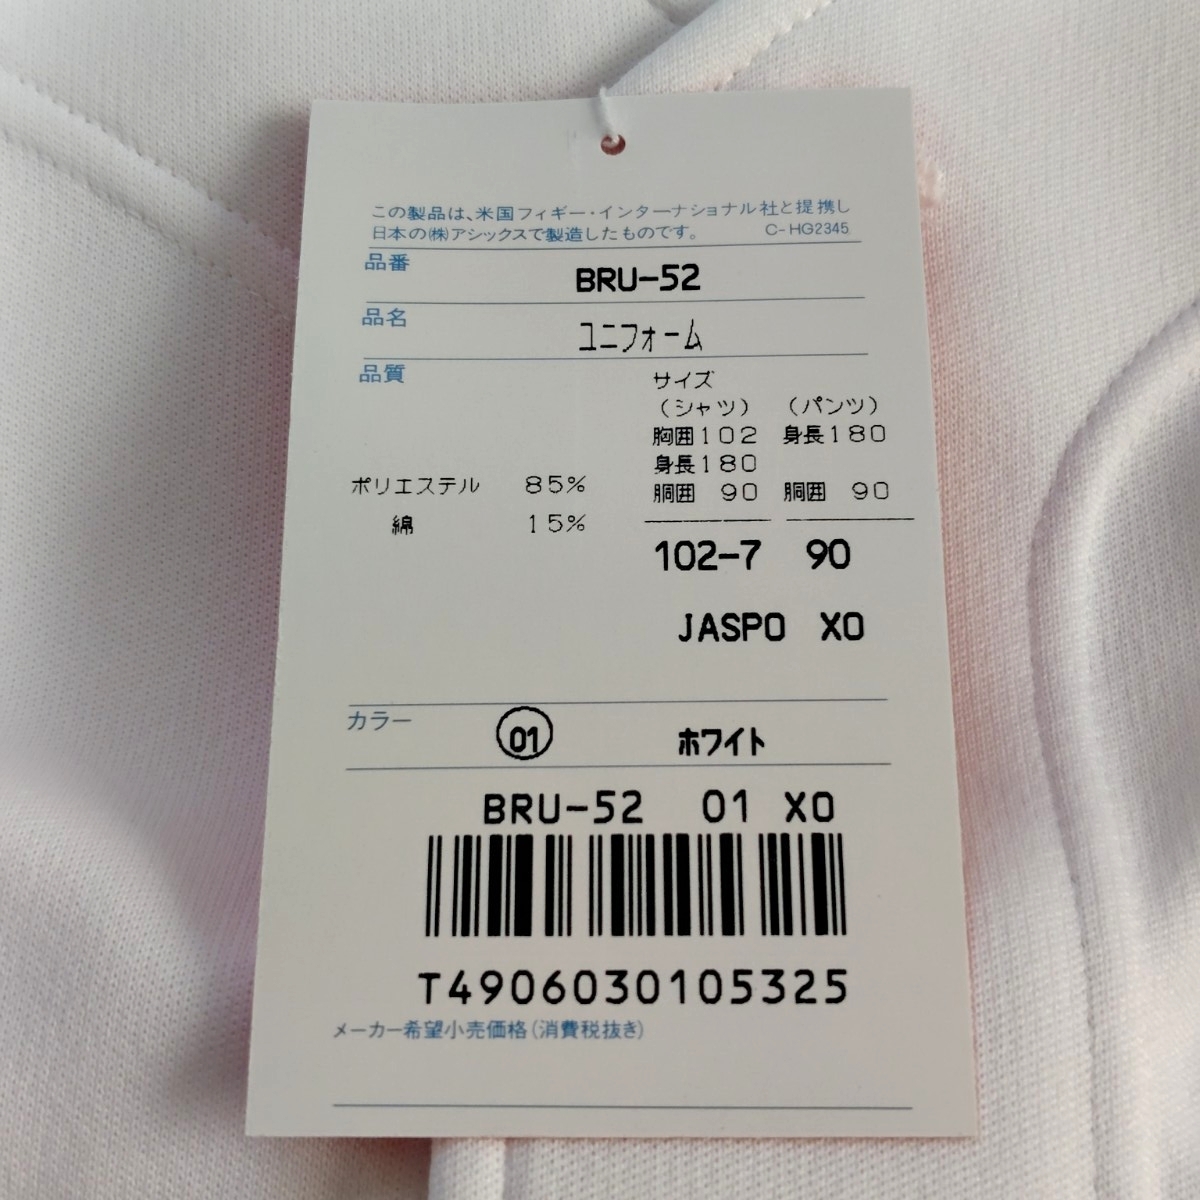 この製品は、米国フィギー・インターナショナル社と提携し
日本の(株)アシックスで製造したものです。 C-HG2345
品番 BRU-52
品名 ユニフォーム
品質
サイズ
(シャツ) (パンツ)
胸囲102 身長180
身長180
胴囲 90 胴囲 90
ポリエステル 85%
綿 15%
102-7 90
JASPO XO
カラー 01 ホワイト
BRU-52 01 XO
T4906030105325
メーカー希望小売価格(消費税抜き)